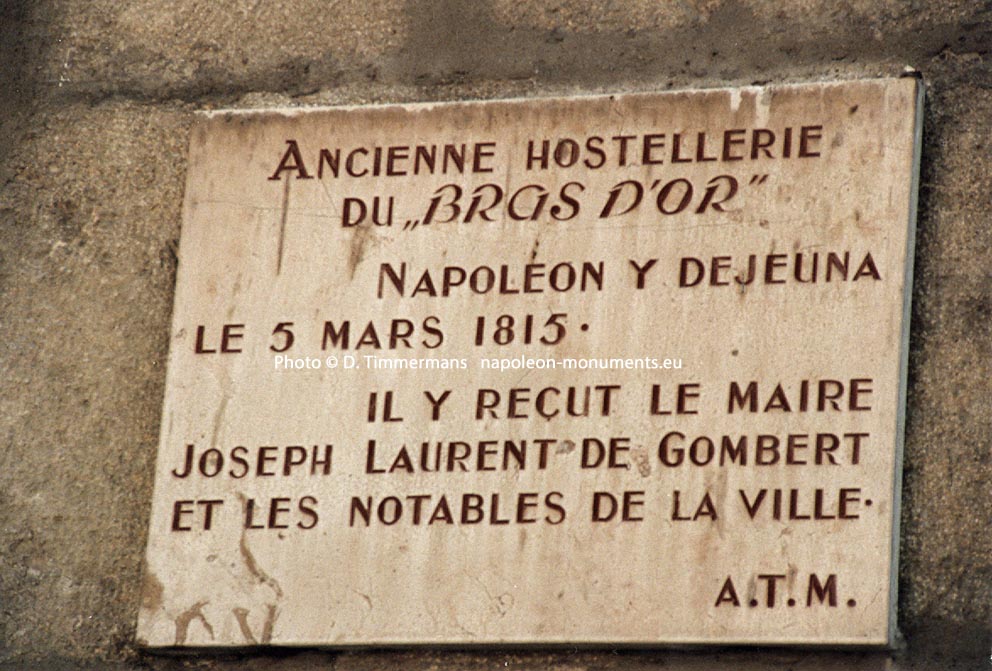 ANCIENNE HOSTELLERIE
DU „BRAS D'OR”
NAPOLÉON Y DEJEUNA
LE 5 MARS 1815.
Photo © D. Timmermans napoleon-monuments.eu
IL Y REÇUT LE MAIRE
JOSEPH LAURENT DE GOMBERT
ET LES NOTABLES DE LA VILLE.
A.T.M.